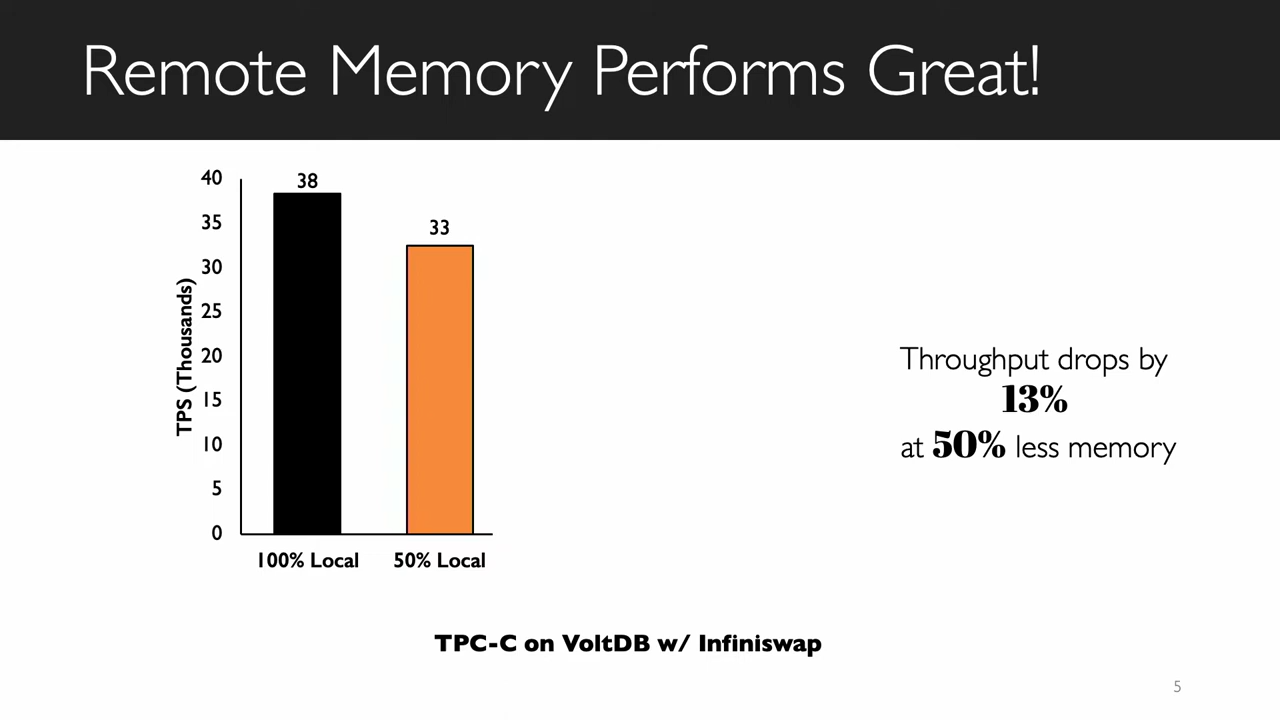 Remote Memory Performs Great!
40
35
30
25
20
15
10
5
0
TPS (Thousands)
38
33
100% Local
50% Local
Throughput drops by
13%
at 50% less memory
TPC-C on VoltDB w/ Infiniswap
5